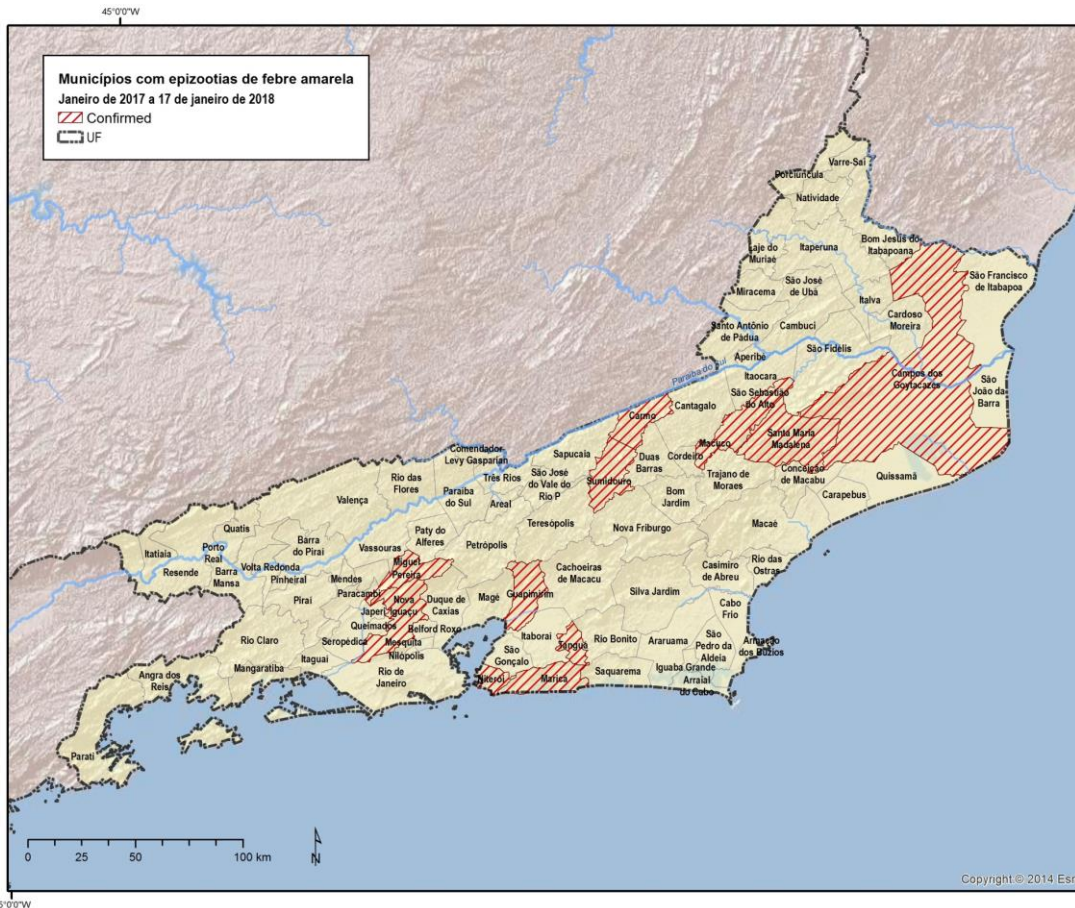 45°0'0"W
Municípios com epizootias de febre amarela
Janeiro de 2017 a 17 de janeiro de 2018
Confirmed
UF
Varre-Sai
Porciúncula
Natividade
Bom Jesus do
Itabapoana
Laje do
Muriaé
Itaperuna
São Francisco
de Itabapoa
São José
de Ubá
Miracema
Italva
Cardoso
Moreira
Santo Antônio
de Pádua
Cambuci
São Fidélis
Aperibé
Paraíba do Sul
Itaocara
Campos dos
Goytacazes
São
João da
Barra
São Sebastião
do Alto
Cantagalo
Carmo
Santa Maria
Madalena
Macuco
Comendador
Levy Gasparian
Sapucaia
Duas
Barras
Cordeiro
Trajano de
Moraes
Conceição
de Macabu
Quissamã
Carapebus
Rio das
Flores
Três Rios
São José
do Vale do
Rio P
Sumidouro
Valença
Paraíba
do Sul
Areal
Bom
Jardim
Teresópolis
Nova Friburgo
Macaé
Quatis
Barra
do Piraí
Paty do
Alferes
Vassouras
Petrópolis
Itatiaia
Porto
Real
Resende
Barra
Mansa
Volta Redonda
Pinheiral
Miguel
Pereira
Mendes
Cachoeiras
de Macacu
Casimiro
de Abreu
Rio das
Ostras
Piraí
Paracambi
Japeri
Nova
Iguaçu
Duque de
Caxias
Magé
Guapimirim
Silva Jardim
Cabo
Frio
Queimados
Belford Roxo
Seropédica
Mesquita
Nilópolis
Itaboraí
Tanguá
Rio Bonito
Araruama
São
Pedro da
Aldeia
Armação
dos Búzios
Rio Claro
Itaguaí
São
Gonçalo
Iguaba Grande
Mangaratiba
Rio de
Janeiro
Niterói
Maricá
Saquarema
Arraial
do Cabo
Angra dos
Reis
Parati
0 25 50 100 km
N
Copyright:© 2014 Esr
5°0'0"W